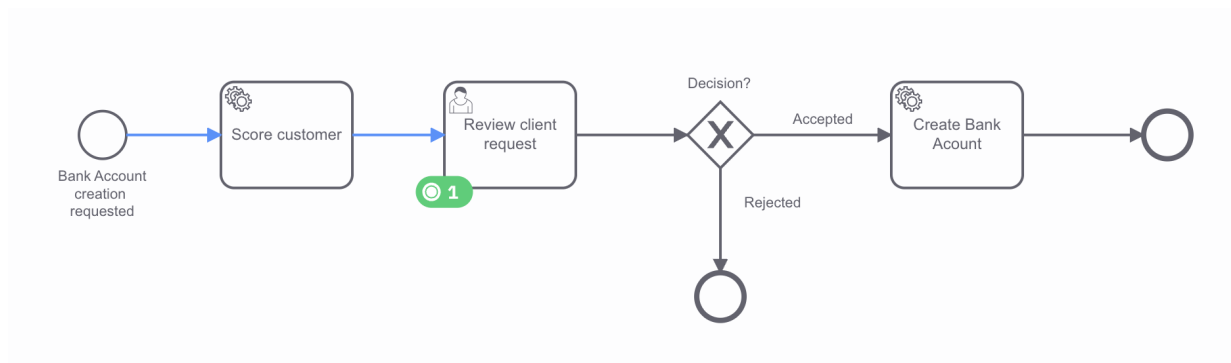 Bank Account
creation
requested
Score customer
Review client
request
1
Decision?
Accepted
Rejected
Create Bank
Acount